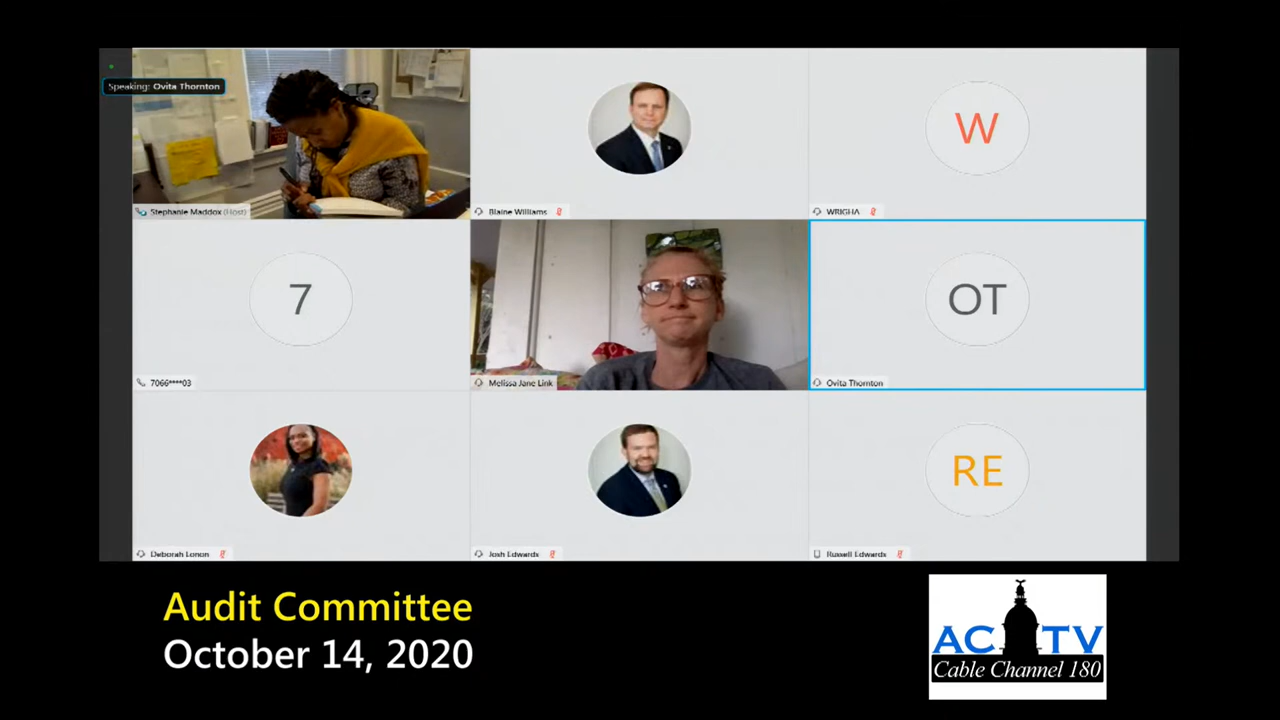 Speaking: Ovita Thornton
Stephanie Maddox (Host)
Blaine Williams
W
WRIGHA
7
7066****03
Melissa Jane Link
OT
Ovita Thornton
Deborah Lonon
Josh Edwards
RE
Russell Edwards
Audit Committee
October 14, 2020
AC TV
Cable Channel 180